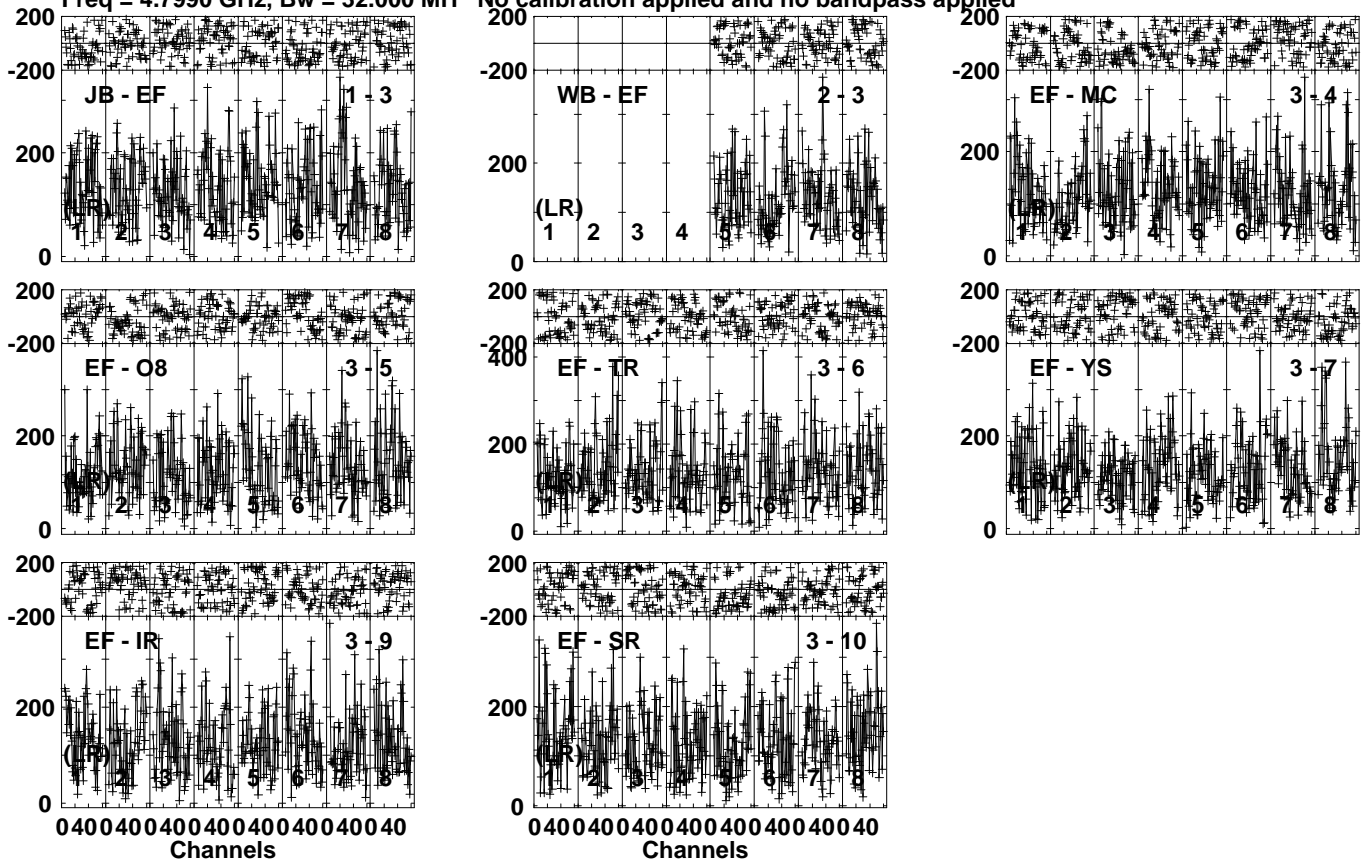 Freq = 4.7990 GHz, Bw = 32.000 MH No calibration applied and no bandpass applied
200
-200
JB - EF 1 - 3
200
(LR)
1 2 3 4 5 6 7 8
0
200
-200
WB - EF 2 - 3
200
(LR)
1 2 3 4 5 6 7 8
0
200
-200
EF - MC 3 - 4
200
(LR)
1 2 3 4 5 6 7 8
0
200
-200
EF - O8 3 - 5
200
(LR)
1 2 3 4 5 6 7 8
0
200
-200
400
EF - TR 3 - 6
200
(LR)
1 2 3 4 5 6 7 8
0
200
-200
EF - YS 3 - 7
200
(LR)
1 2 3 4 5 6 7 8
0
200
-200
EF - IR 3 - 9
200
(LR)
1 2 3 4 5 6 7 8
0
0 40 0 40 0 40 0 40 0 40 0 40 0 40 0 40
Channels
200
-200
EF - SR 3 - 10
200
(LR)
1 2 3 4 5 6 7 8
0
0 40 0 40 0 40 0 40 0 40 0 40 0 40 0 40
Channels